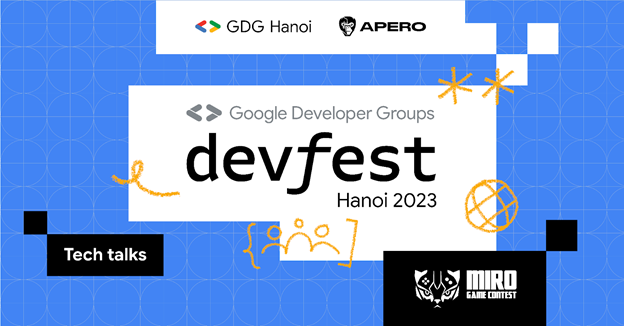 GDG Hanoi APERO
Google Developer Groups
devfest
Hanoi 2023
Tech talks
MIRO
GAME CONTEST